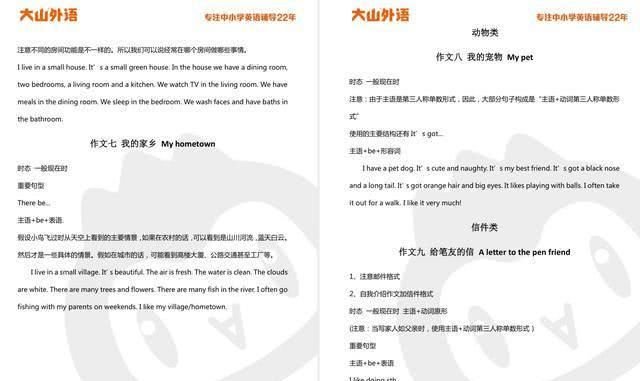 大山外语
专注中小学英语辅导22年
注意不同的房间功能是不一样的。所以我们可以说经常在哪个房间做哪些事情。
I live in a small house. It's a small green house. In the house we have a dining room,
two bedrooms, a living room and a kitchen. We watch TV in the living room. We have
meals in the dining room. We sleep in the bedroom. We wash faces and have baths in
the bathroom.
作文七 我的家乡 My hometown
时态 一般现在时
重要句型
There be...
主语+be+表语.
假设小鸟飞过时从天空上看到的主要情景,如果在农村的话,可以看到是山川河流,蓝天白云。
然后才是一些具体的情景。假如在城市的话,可能看到高楼大厦、公路交通甚至工厂等。
I live in a small village. It's beautiful. The air is fresh. The water is clean. The clouds
are white. There are many trees and flowers. There are many fish in the river. I often go
fishing with my parents on weekends. I like my village/hometown.
大山外语
专注中小学英语辅导22年
动物类
作文八 我的宠物 My pet
时态 一般现在时
注意:由于主语是第三人称单数形式,因此,大部分句子构成是“主语+动词第三人称单数形
式”
使用的主要结构还有 It's got...
主语+be+形容词
I have a pet dog. It's cute and naughty. It's my best friend. It's got a black nose
and a long tail. It's got orange hair and big eyes. It likes playing with balls. I often take
it out for a walk. I like it very much!
信件类
作文九 给笔友的信 A letter to the pen friend
1、注意邮件格式
2、自我介绍作文加信件格式
时态 一般现在时 主语+动词原形
(注意:当写家人如父亲时,使用主语+动词第三人称单数形式)
重要句型
主语+be+表语
I like doing sth